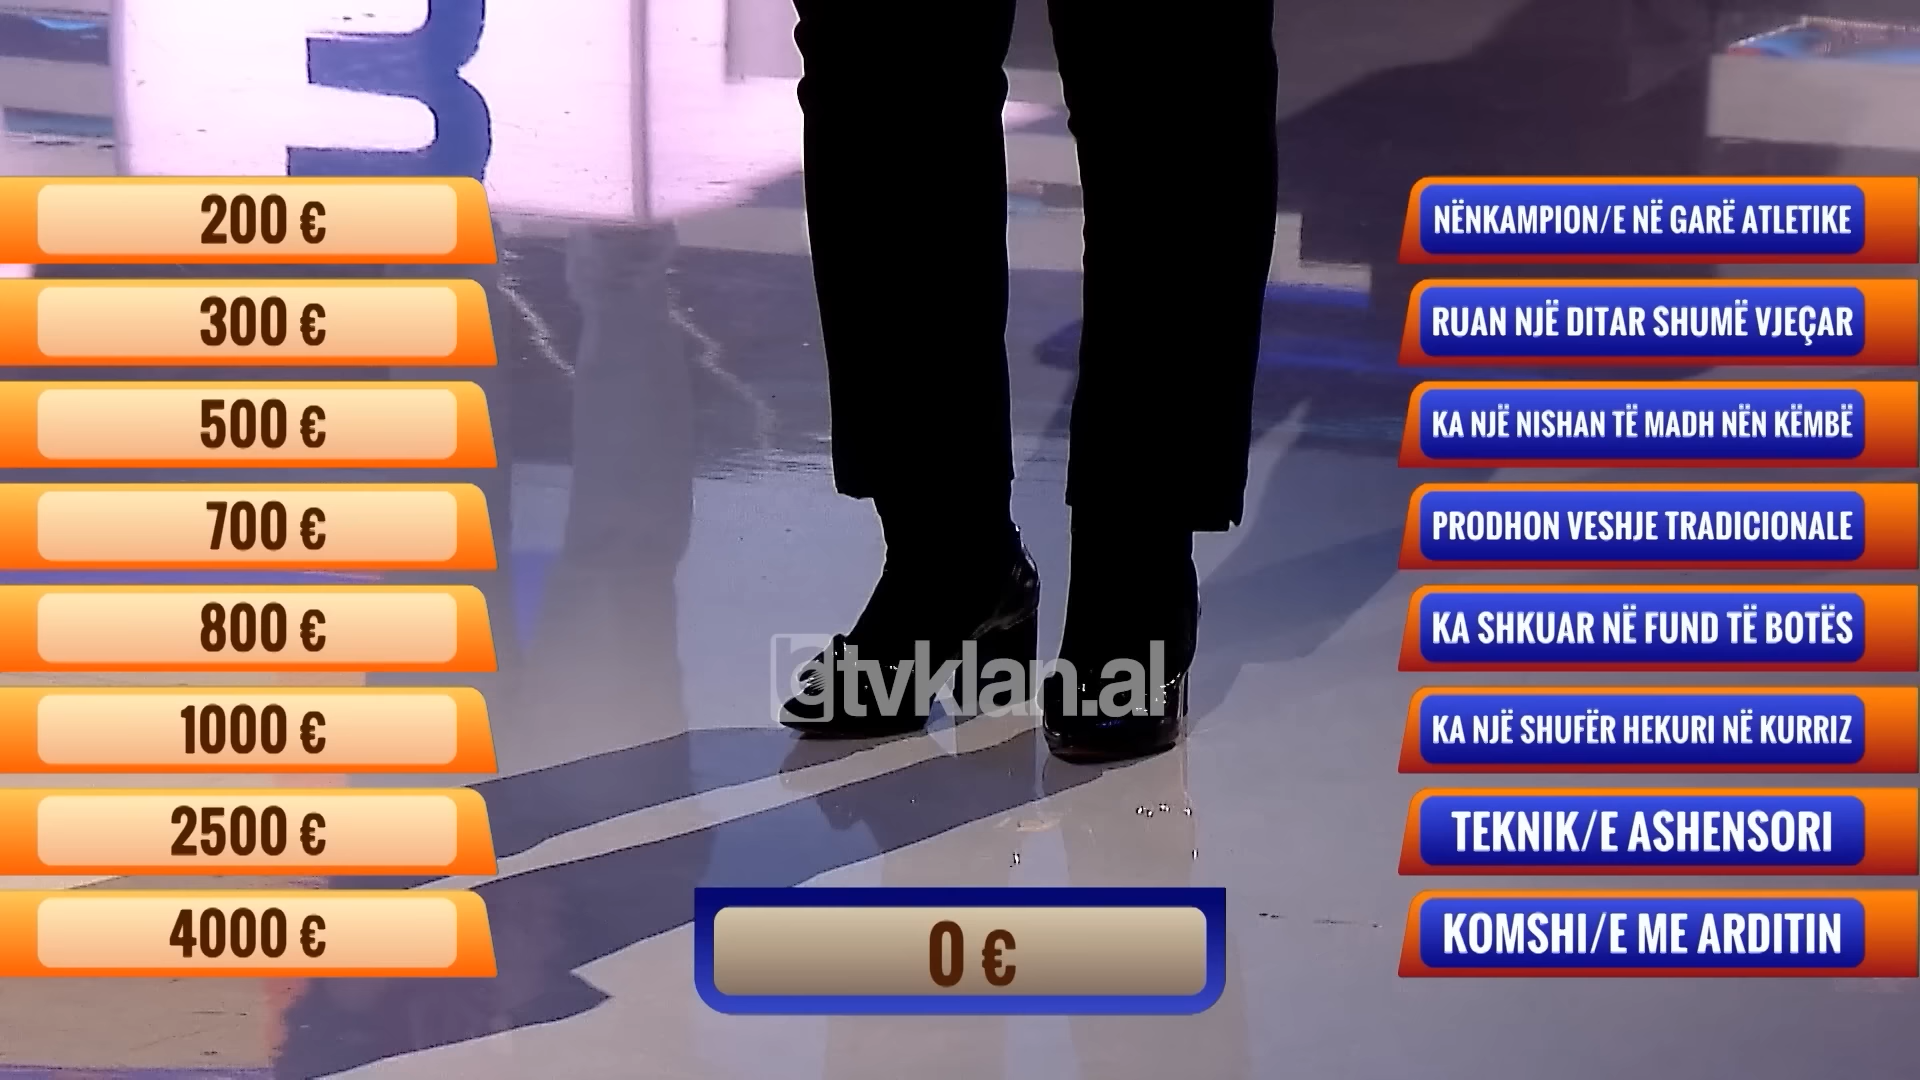 200 €
300 €
500 €
700 €
800 €
1000 €
2500 €
4000 €
NËNKAMPION/E NË GARË ATLETIKE
RUAN NJË DITAR SHUMË VJEÇAR
KA NJË NISHAN TË MADH NËN KËMBË
PRODHON VESHJE TRADICIONALE
KA SHKUAR NË FUND TË BOTËS
KA NJË SHUFËR HEKURI NË KURRIZ
TEKNIK/E ASHENSORI
KOMSHI/E ME ARDITIN
tvklan.al
0 €